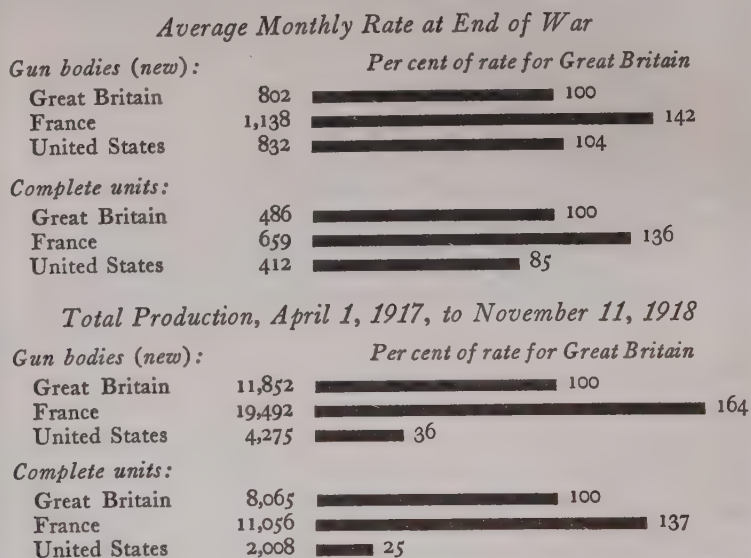 Average Monthly Rate at End of War
Gun bodies (new): Per cent of rate for Great Britain
Great Britain 802 100
France 1,138 142
United States 832 104
Complete units:
Great Britain 486 100
France 659 136
United States 412 85
Total Production, April 1, 1917, to November 11, 1918
Gun bodies (new): Per cent of rate for Great Britain
Great Britain 11,852 100
France 19,492 164
United States 4,275 36
Complete units:
Great Britain 8,065 100
France 11,056 137
United States 2,008 25